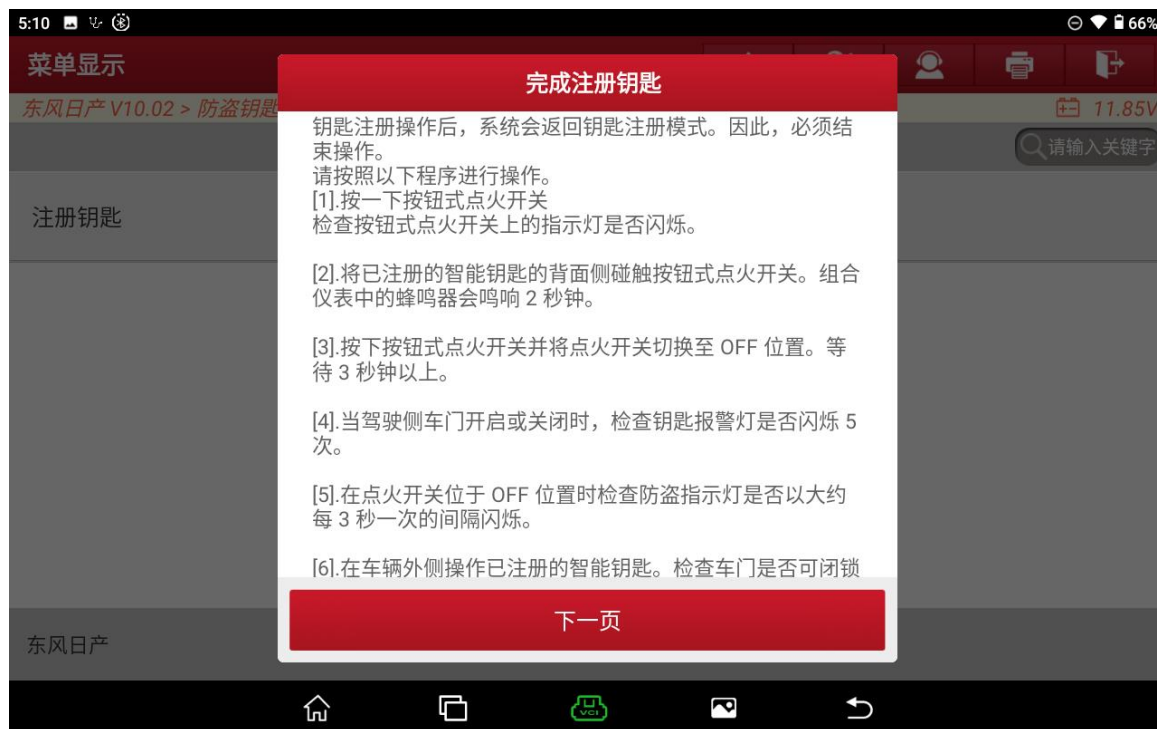 5:10
66%
菜单显示
完成注册钥匙
东风日产 V10.02 > 防盗钥匙
11.85V
请输入关键字
注册钥匙
钥匙注册操作后，系统会返回钥匙注册模式。因此，必须结
束操作。
请按照以下程序进行操作。
[1].按一下按钮式点火开关
检查按钮式点火开关上的指示灯是否闪烁。
[2].将已注册的智能钥匙的背面侧碰触按钮式点火开关。组合
仪表中的蜂鸣器会鸣响 2 秒钟。
[3].按下按钮式点火开关并将点火开关切换至 OFF 位置。等
待 3 秒钟以上。
[4].当驾驶侧车门开启或关闭时，检查钥匙报警灯是否闪烁 5
次。
[5].在点火开关位于 OFF 位置时检查防盗指示灯是否以大约
每 3 秒一次的间隔闪烁。
[6].在车辆外侧操作已注册的智能钥匙。检查车门是否可闭锁
下一页
东风日产
VCI